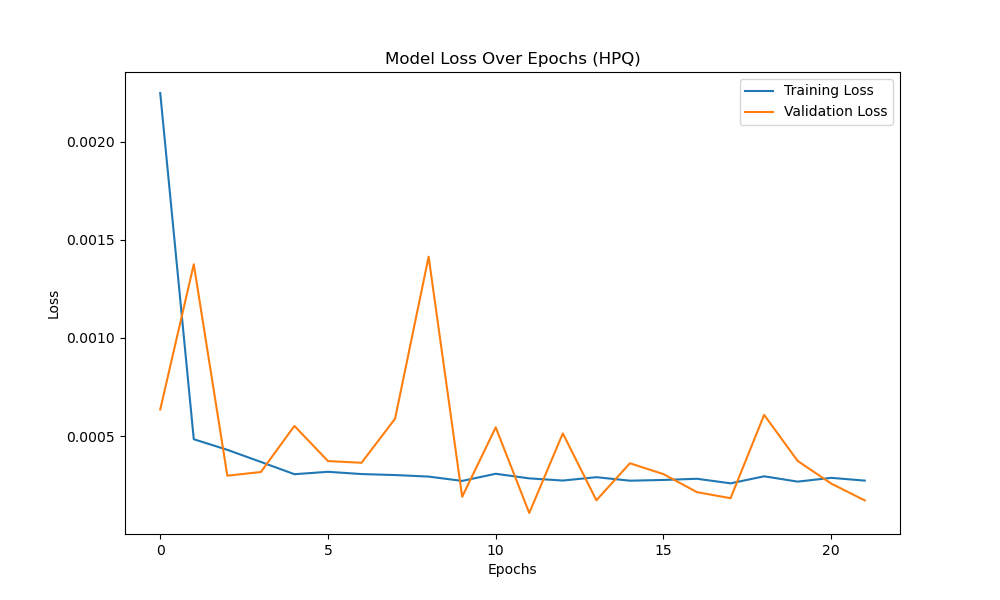 Model Loss Over Epochs (HPQ)
Training Loss
Validation Loss
0.0020
0.0015
0.0010
0.0005
Loss
0
5
10
15
20
Epochs